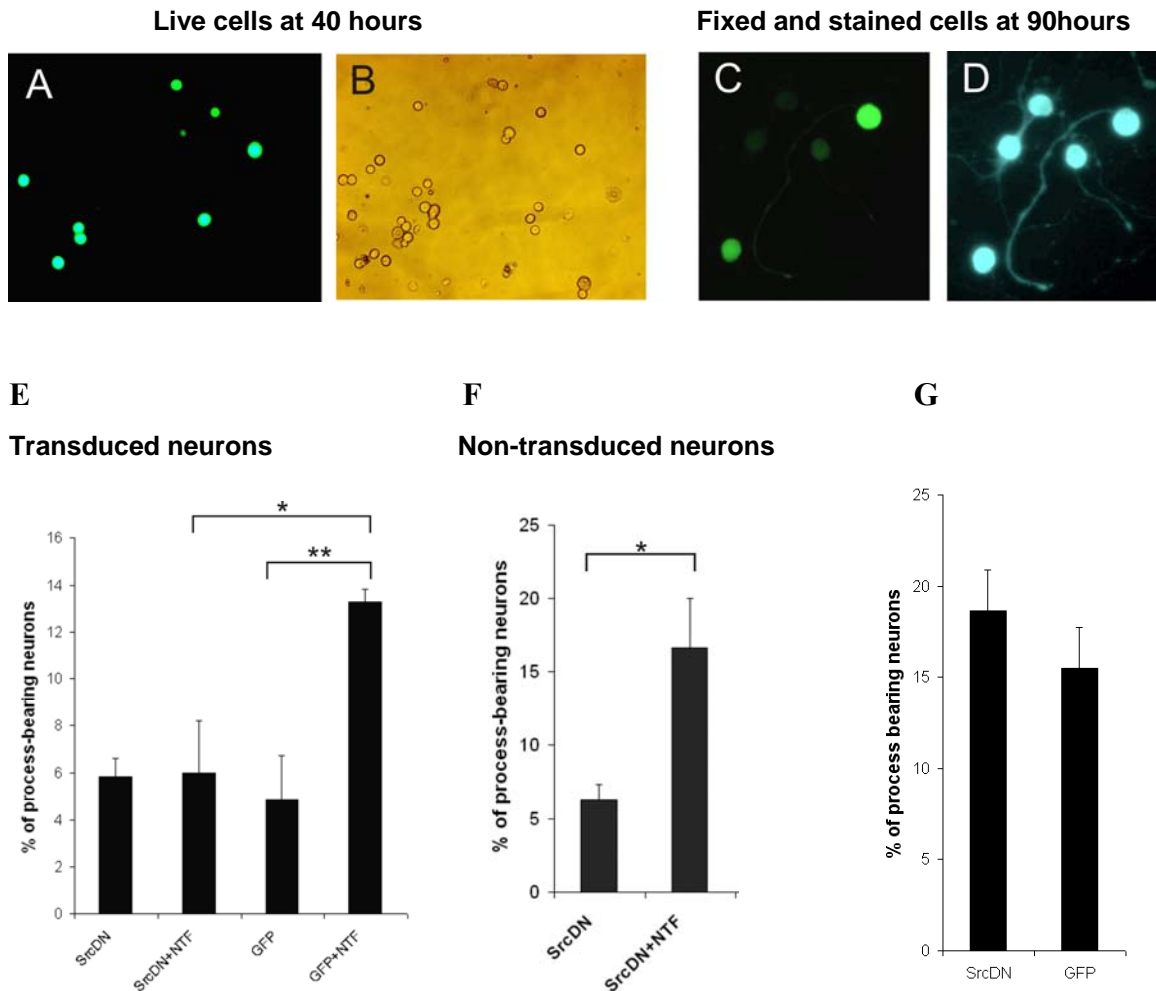 Live cells at 40 hours
Fixed and stained cells at 90hours
A
B
C
D
E
F
G
Transduced neurons
Non-transduced neurons
% of process-bearing neurons
16
14
12
10
8
6
4
2
0
*
**
SrcDN
SrcDN+NTF
GFP
GFP+NTF
% of process-bearing neurons
25
20
15
10
5
0
*
SrcDN
SrcDN+NTF
% of process bearing neurons
25
20
15
10
5
0
SrcDN
GFP